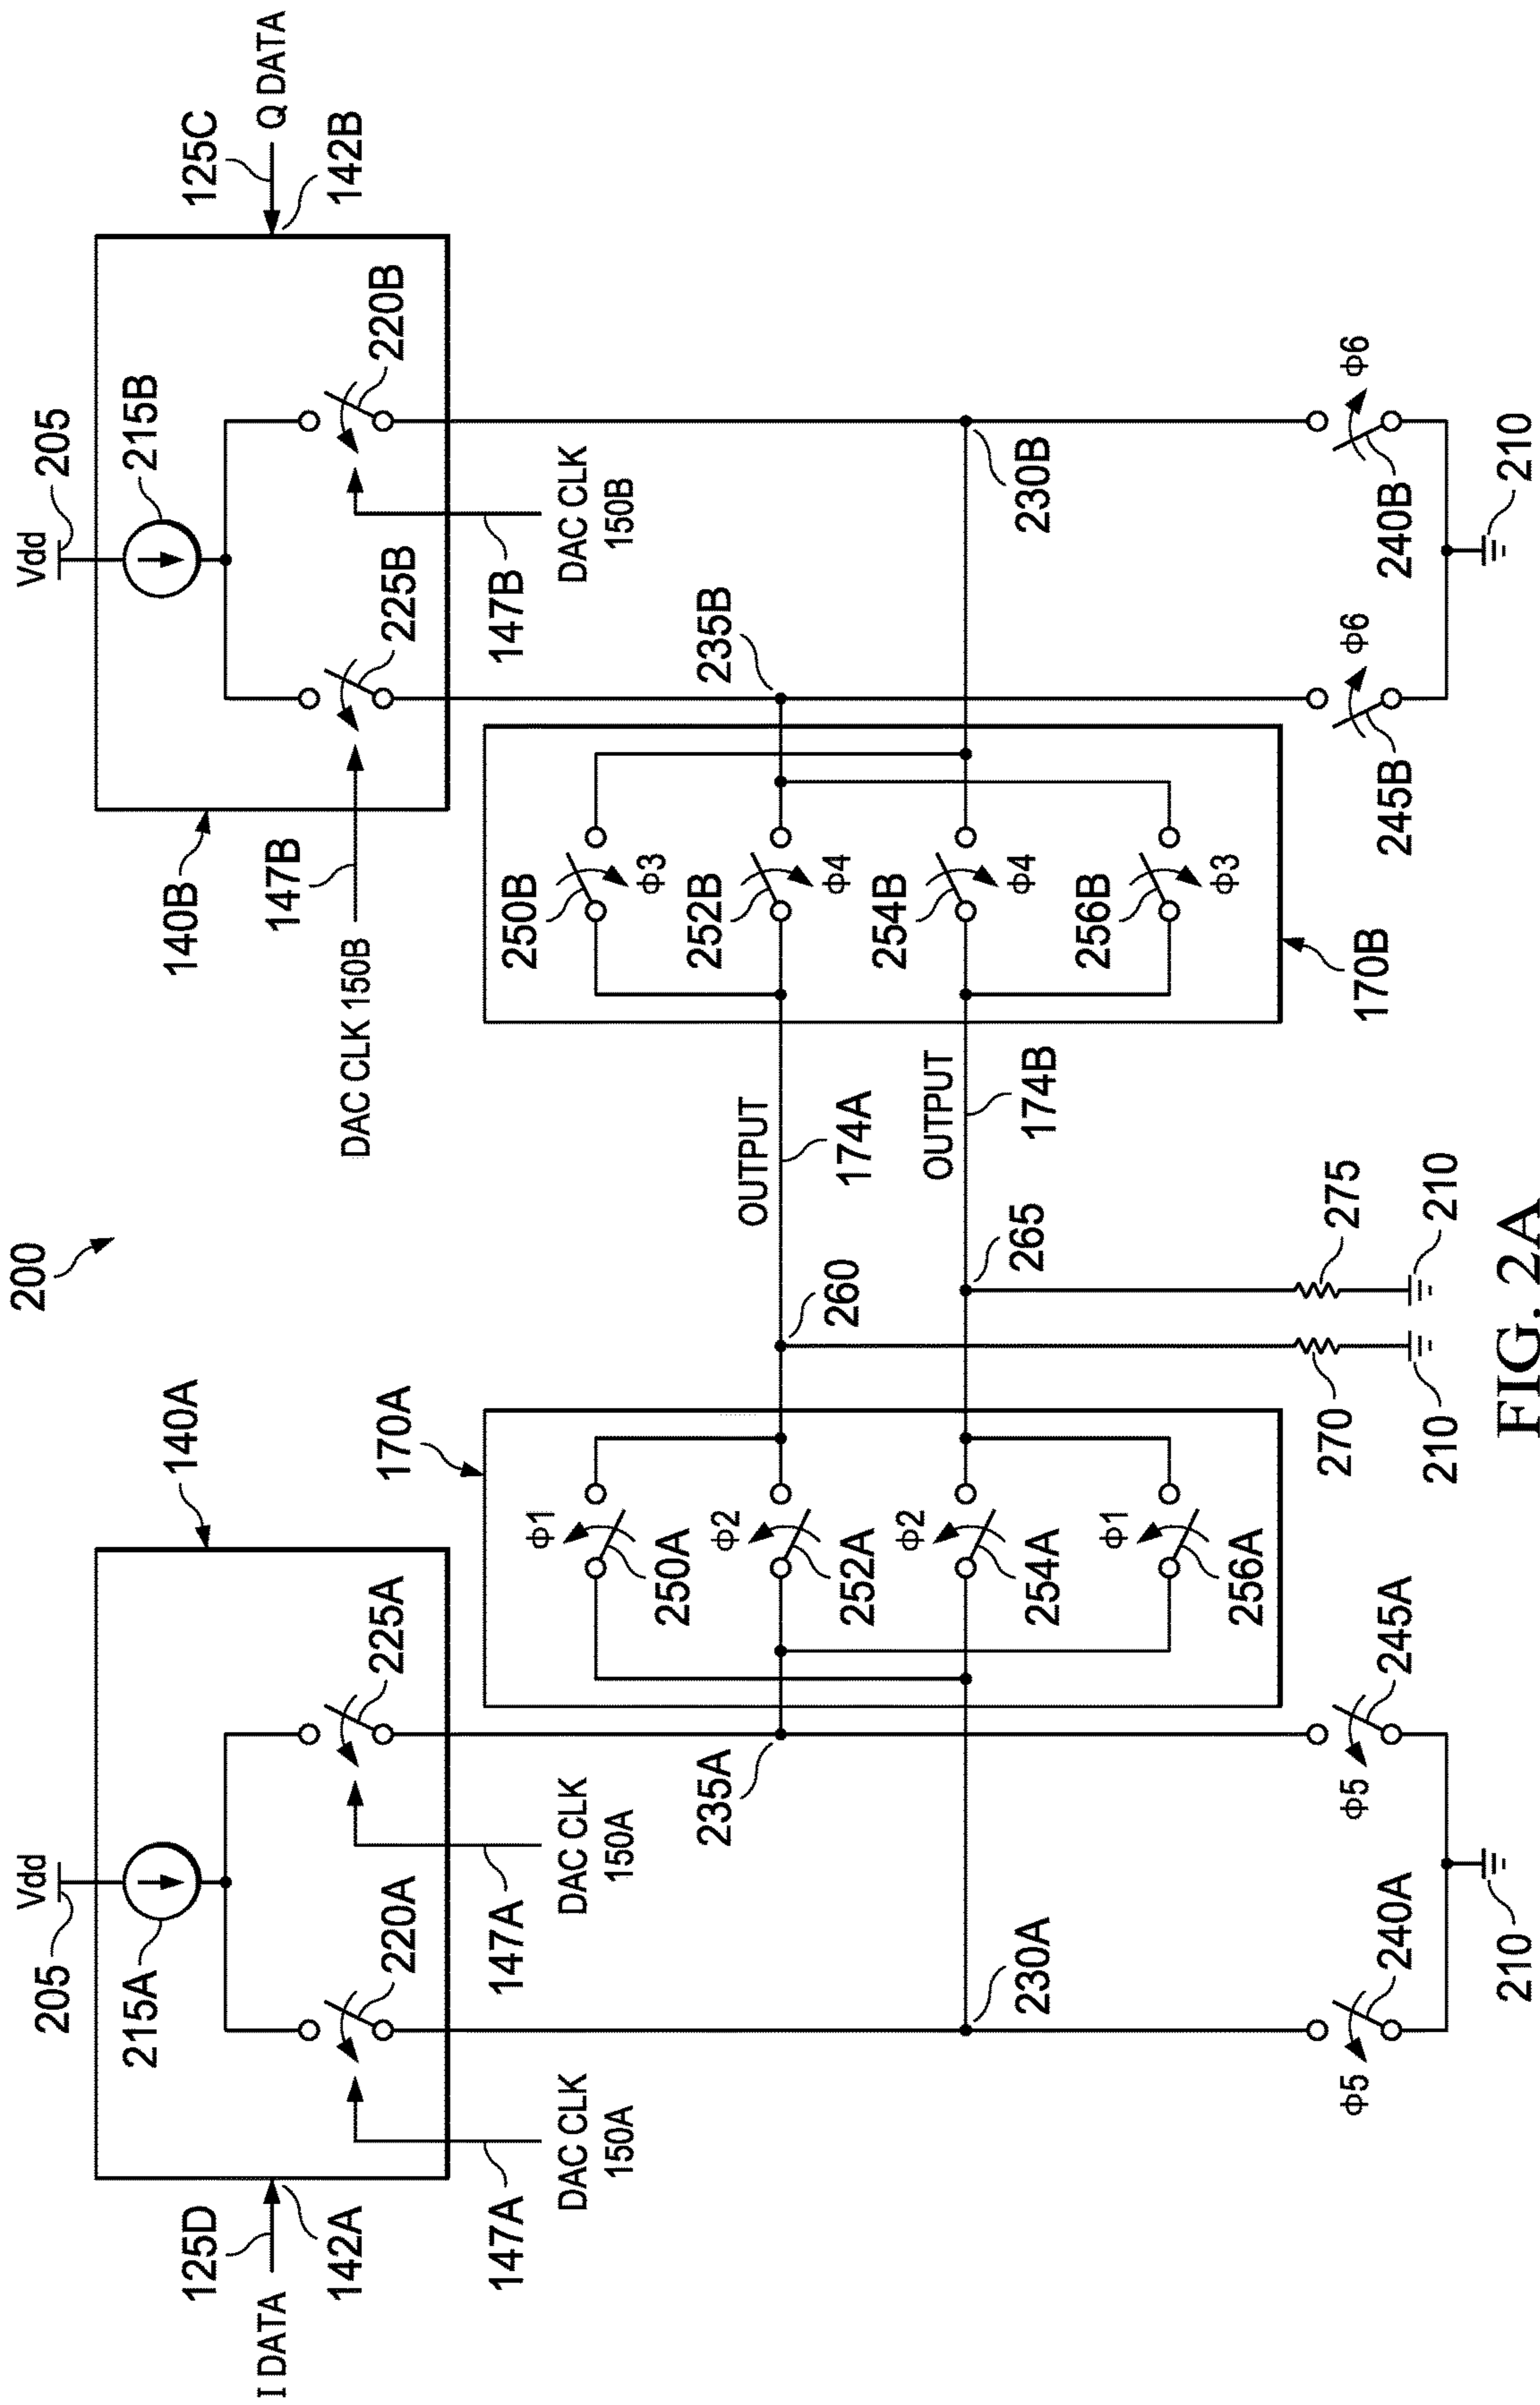 200
Vdd
205
215A
220A
225A
140A
I DATA
125D
142A
147A
DAC CLK
150A
147A
DAC CLK
150A
230A
235A
170A
Φ1
250A
Φ2
252A
Φ2
254A
Φ1
256A
Φ5
240A
Φ5
245A
210
260
265
OUTPUT
174A
OUTPUT
174B
270
210
275
210
Vdd
205
215B
225B
220B
140B
147B
DAC CLK 150B
147B
DAC CLK
150B
125C
Q DATA
142B
235B
230B
250B
Φ3
252B
Φ4
254B
Φ4
256B
Φ3
170B
245B
Φ6
240B
Φ6
210
FIG. 2A